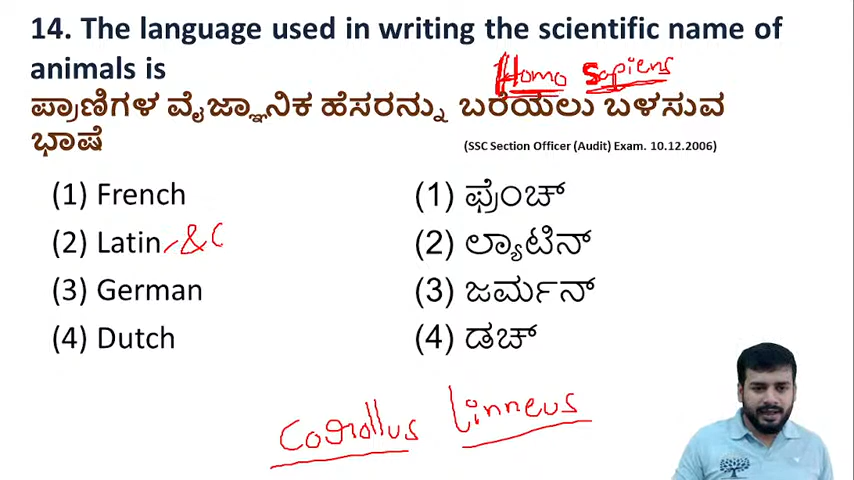 14. The language used in writing the scientific name of
animals is
Homo Sapiens
ಪ್ರಾಣಿಗಳ ವೈಜ್ಞಾನಿಕ ಹೆಸರನ್ನು ಬರೆಯಲು ಬಳಸುವ
ಭಾಷೆ
(SSC Section Officer (Audit) Exam. 10.12.2006)
(1) French
(1) ಫ್ರೆಂಚ್
(2) Latin &
(2) ಲ್ಯಾಟಿನ್
(3) German
(3) ಜರ್ಮನ್
(4) Dutch
(4) ಡಚ್
Linneus